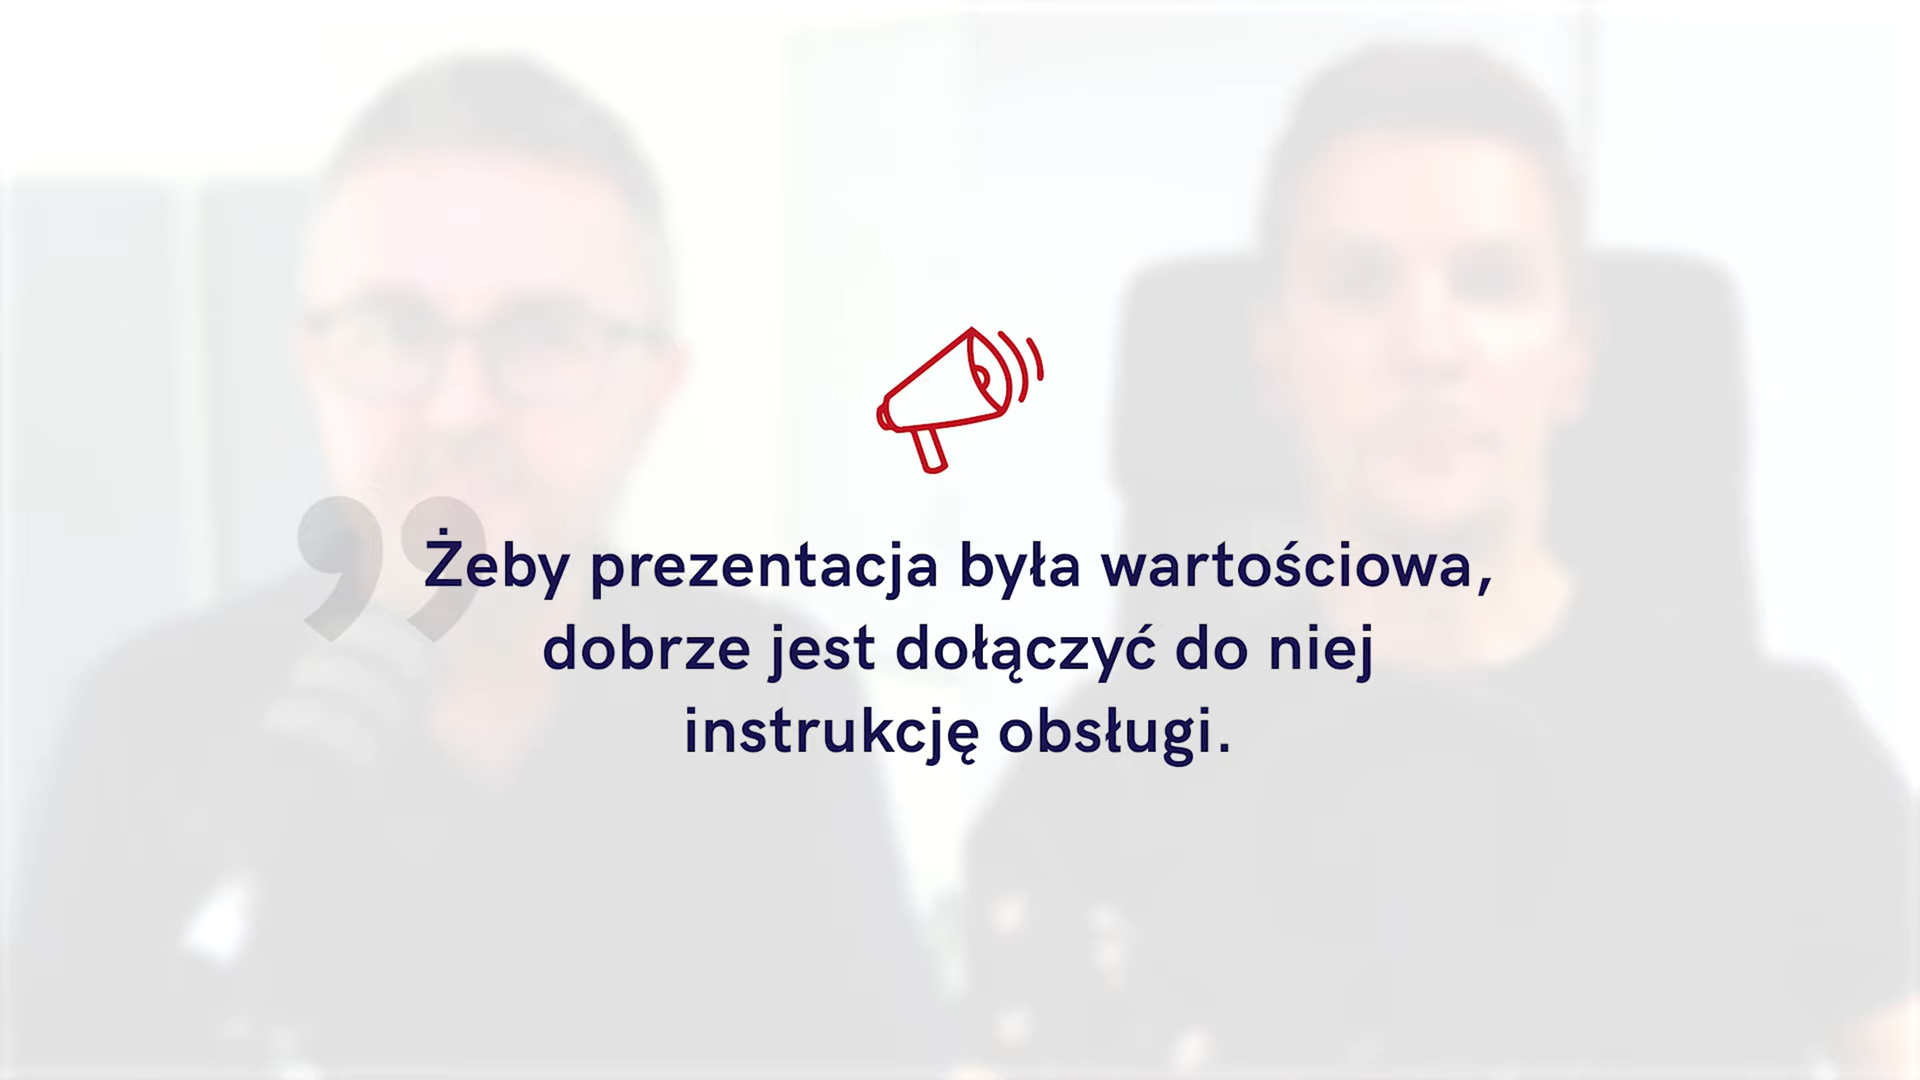 Żeby prezentacja była wartościowa,
dobrze jest dołączyć do niej
instrukcję obsługi.